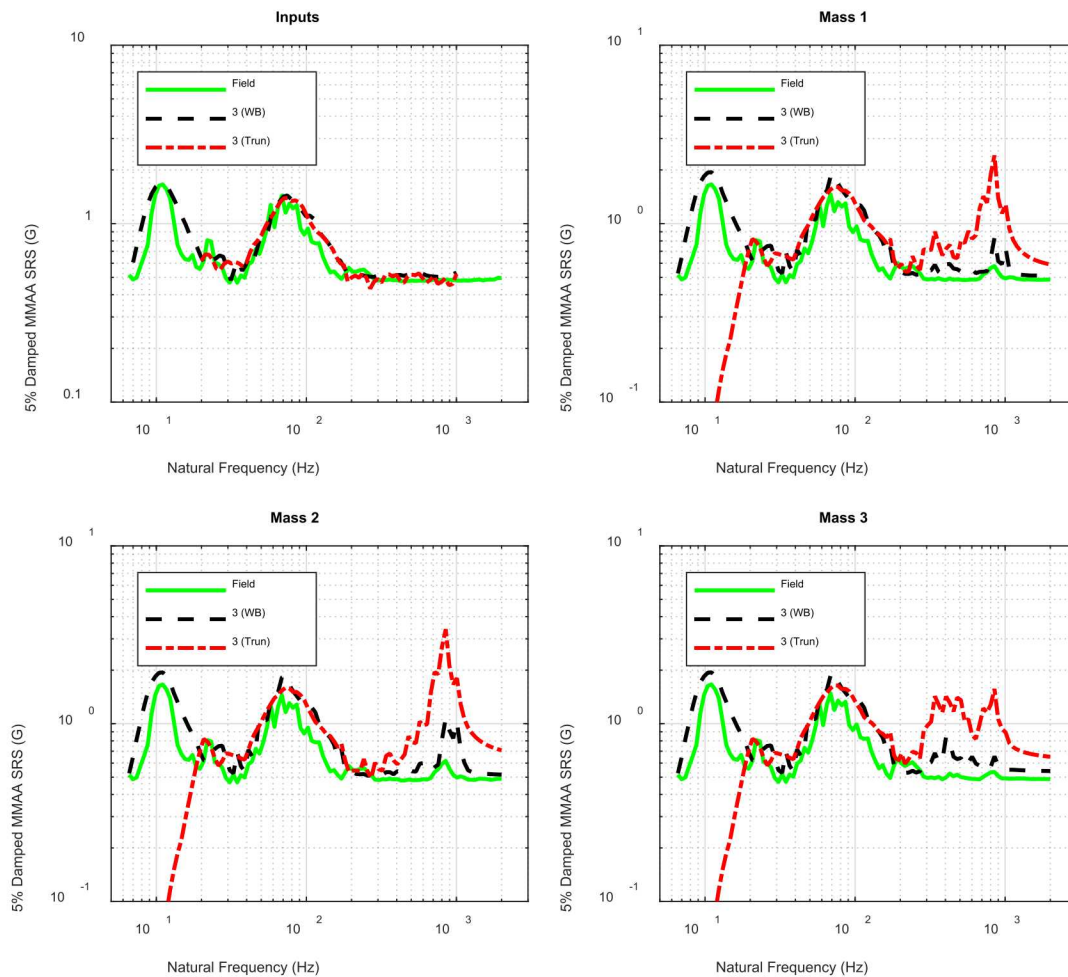 Inputs
10
Field
3 (WB)
3 (Trun)
1
0.1
5% Damped MMAA SRS (G)
10 1
10 2
10 3
Natural Frequency (Hz)
Mass 1
10 1
Field
3 (WB)
3 (Trun)
10 0
10 -1
5% Damped MMAA SRS (G)
10 1
10 2
10 3
Natural Frequency (Hz)
Mass 2
10 1
Field
3 (WB)
3 (Trun)
10 0
10 -1
5% Damped MMAA SRS (G)
10 1
10 2
10 3
Natural Frequency (Hz)
Mass 3
10 1
Field
3 (WB)
3 (Trun)
10 0
10 -1
5% Damped MMAA SRS (G)
10 1
10 2
10 3
Natural Frequency (Hz)